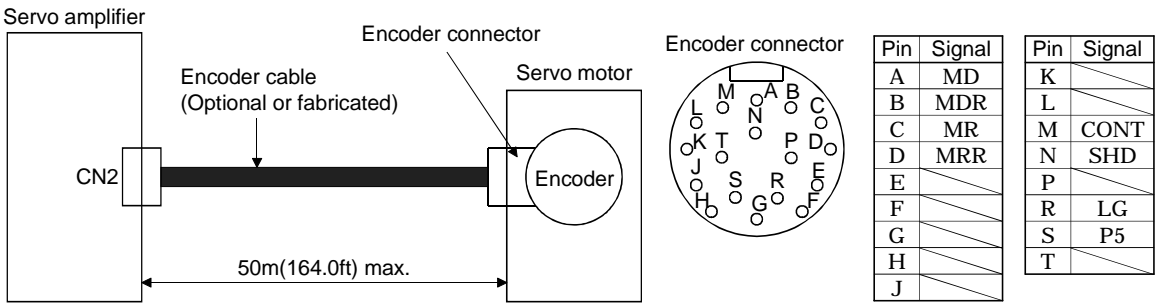 Servo amplifier
Encoder connector
Encoder cable
(Optional or fabricated)
Servo motor
CN2
Encoder
50m(164.0ft) max.
Encoder connector
M A B
L N C
K T P D
J S R E
H G F
Pin Signal
A MD
B MDR
C MR
D MRR
E
F
G
H
J
Pin Signal
K
L
M CONT
N SHD
P
R LG
S P5
T